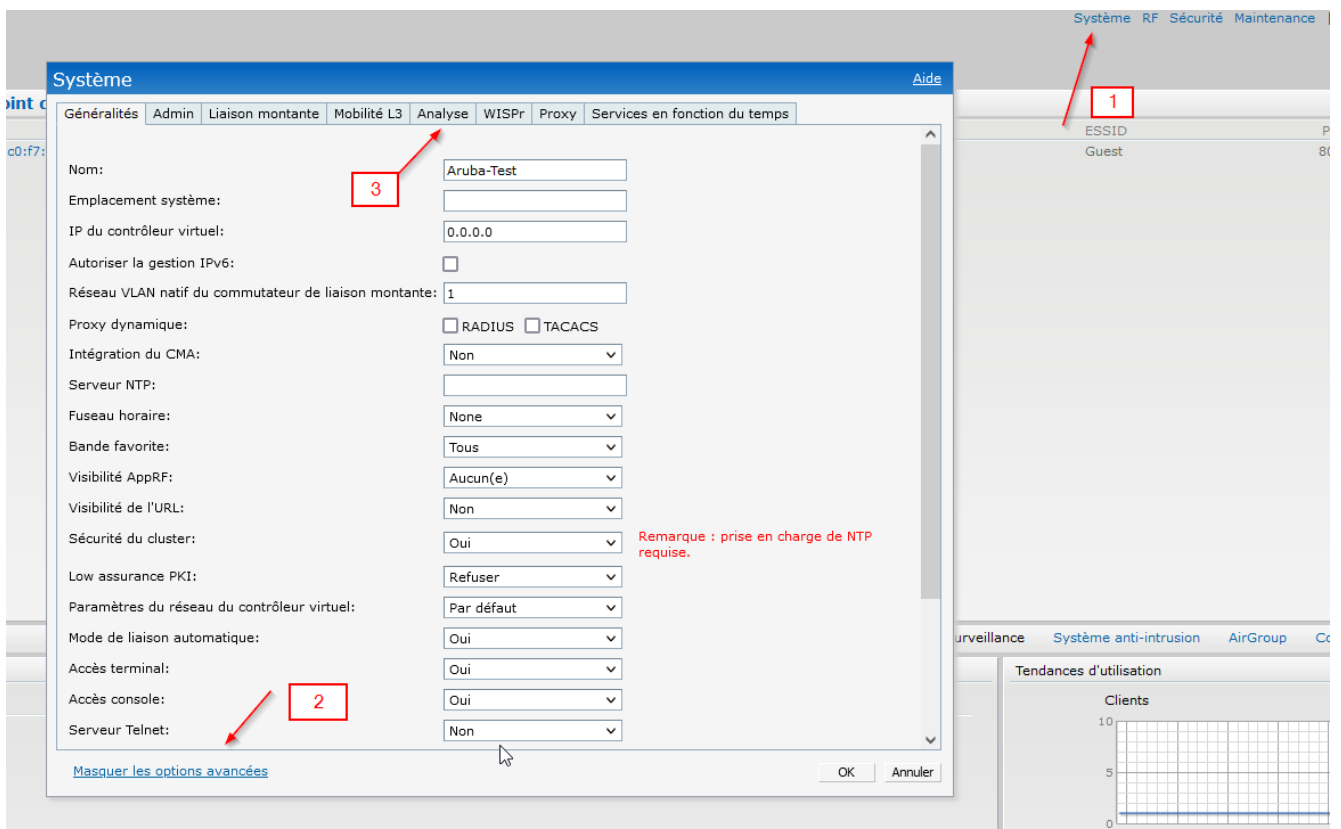 Système RF Sécurité Maintenance
Système Aide
Généralités Admin Liaison montante Mobilité L3 Analyse WISPr Proxy Services en fonction du temps
1
ESSID
c0:f7:
Guest
3
Nom: Aruba-Test
Emplacement système:
IP du contrôleur virtuel: 0.0.0.0
Autoriser la gestion IPv6:
Réseau VLAN natif du commutateur de liaison montante: 1
Proxy dynamique: RADIUS TACACS
Intégration du CMA: Non
Serveur NTP:
Fuseau horaire: None
Bande favorite: Tous
Visibilité AppRF: Aucun(e)
Visibilité de l'URL: Non
Sécurité du cluster: Oui
Remarque : prise en charge de NTP
requise.
Low assurance PKI: Refuser
Paramètres du réseau du contrôleur virtuel: Par défaut
Mode de liaison automatique: Oui
Accès terminal: Oui
Accès console: Oui
2
Serveur Telnet: Non
Masquer les options avancées
OK Annuler
urveillance Système anti-intrusion AirGroup
Tendances d'utilisation
Clients
10
5
0